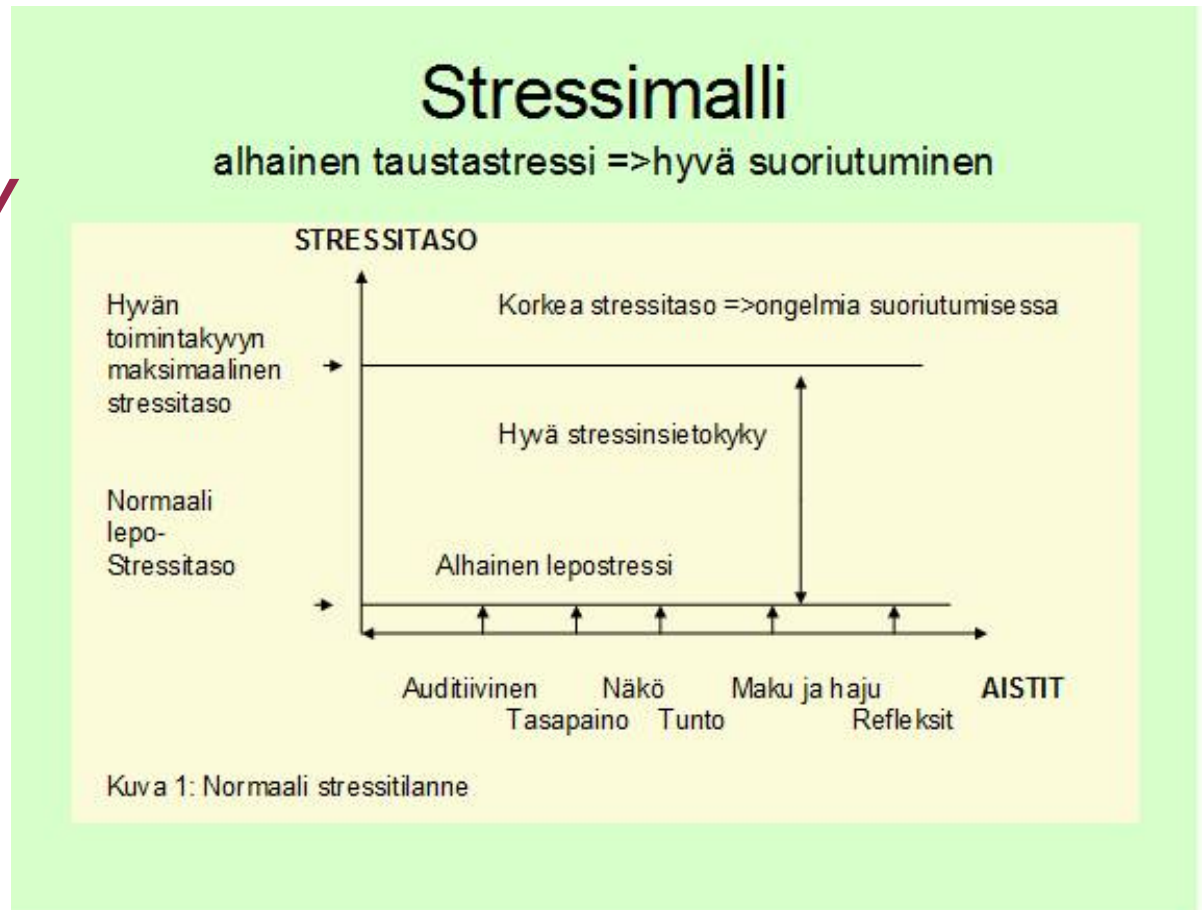 Stressimalli
alhainen taustastressi =>hyvä suoriutuminen
STRESSITASO
Hyvän
toimintakyvyn
maksimaalinen
stressitaso
Korkea stressitaso =>ongelmia suoriutumisessa
Hyvä stressinsietokyky
Normaali
lepo-
Stressitaso
Alhainen lepostressi
Auditiivinen Näkö Maku ja haju AISTIT
Tasapaino Tunto Refleksit
Kuva 1: Normaali stressitilanne